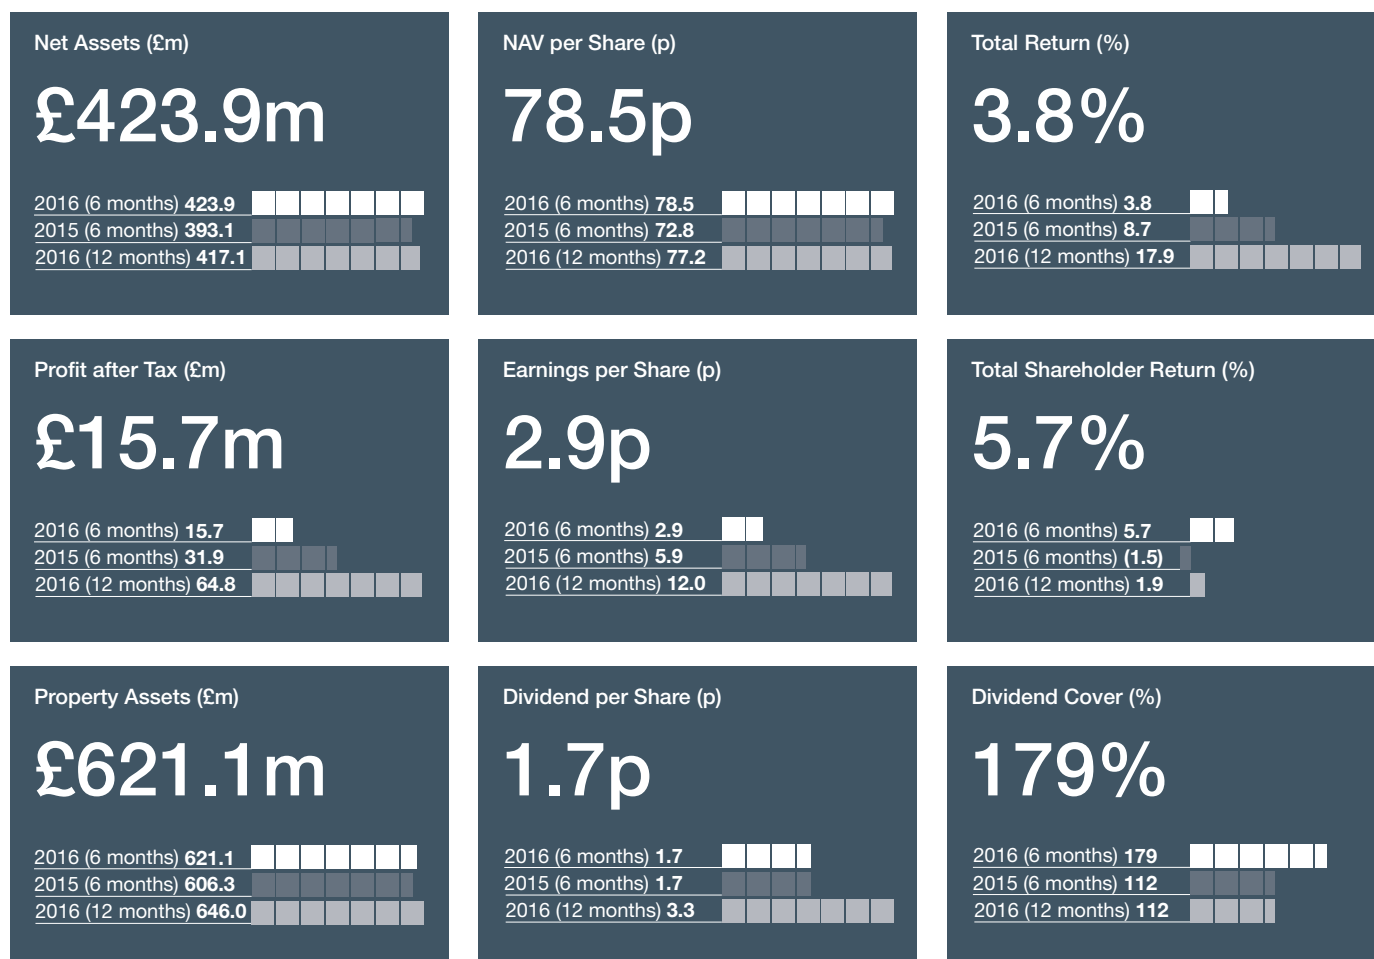 Net Assets (£m)
£423.9m
2016 (6 months) 423.9
2015 (6 months) 393.1
2016 (12 months) 417.1
NAV per Share (p)
78.5p
2016 (6 months) 78.5
2015 (6 months) 72.8
2016 (12 months) 77.2
Total Return (%)
3.8%
2016 (6 months) 3.8
2015 (6 months) 8.7
2016 (12 months) 17.9
Profit after Tax (£m)
£15.7m
2016 (6 months) 15.7
2015 (6 months) 31.9
2016 (12 months) 64.8
Earnings per Share (p)
2.9p
2016 (6 months) 2.9
2015 (6 months) 5.9
2016 (12 months) 12.0
Total Shareholder Return (%)
5.7%
2016 (6 months) 5.7
2015 (6 months) (1.5)
2016 (12 months) 1.9
Property Assets (£m)
£621.1m
2016 (6 months) 621.1
2015 (6 months) 606.3
2016 (12 months) 646.0
Dividend per Share (p)
1.7p
2016 (6 months) 1.7
2015 (6 months) 1.7
2016 (12 months) 3.3
Dividend Cover (%)
179%
2016 (6 months) 179
2015 (6 months) 112
2016 (12 months) 112